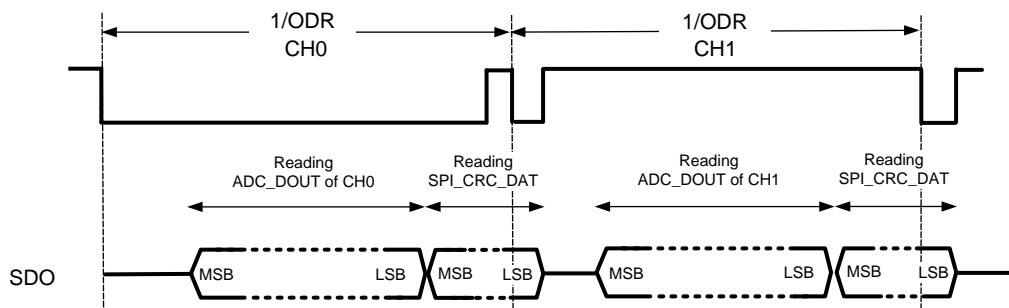 1/ODR
CH0
1/ODR
CH1
Reading
ADC_DOUT of CH0
Reading
SPI_CRC_DAT
Reading
ADC_DOUT of CH1
Reading
SPI_CRC_DAT
SDO
MSB
LSB
MSB
LSB
MSB
LSB
MSB
LSB